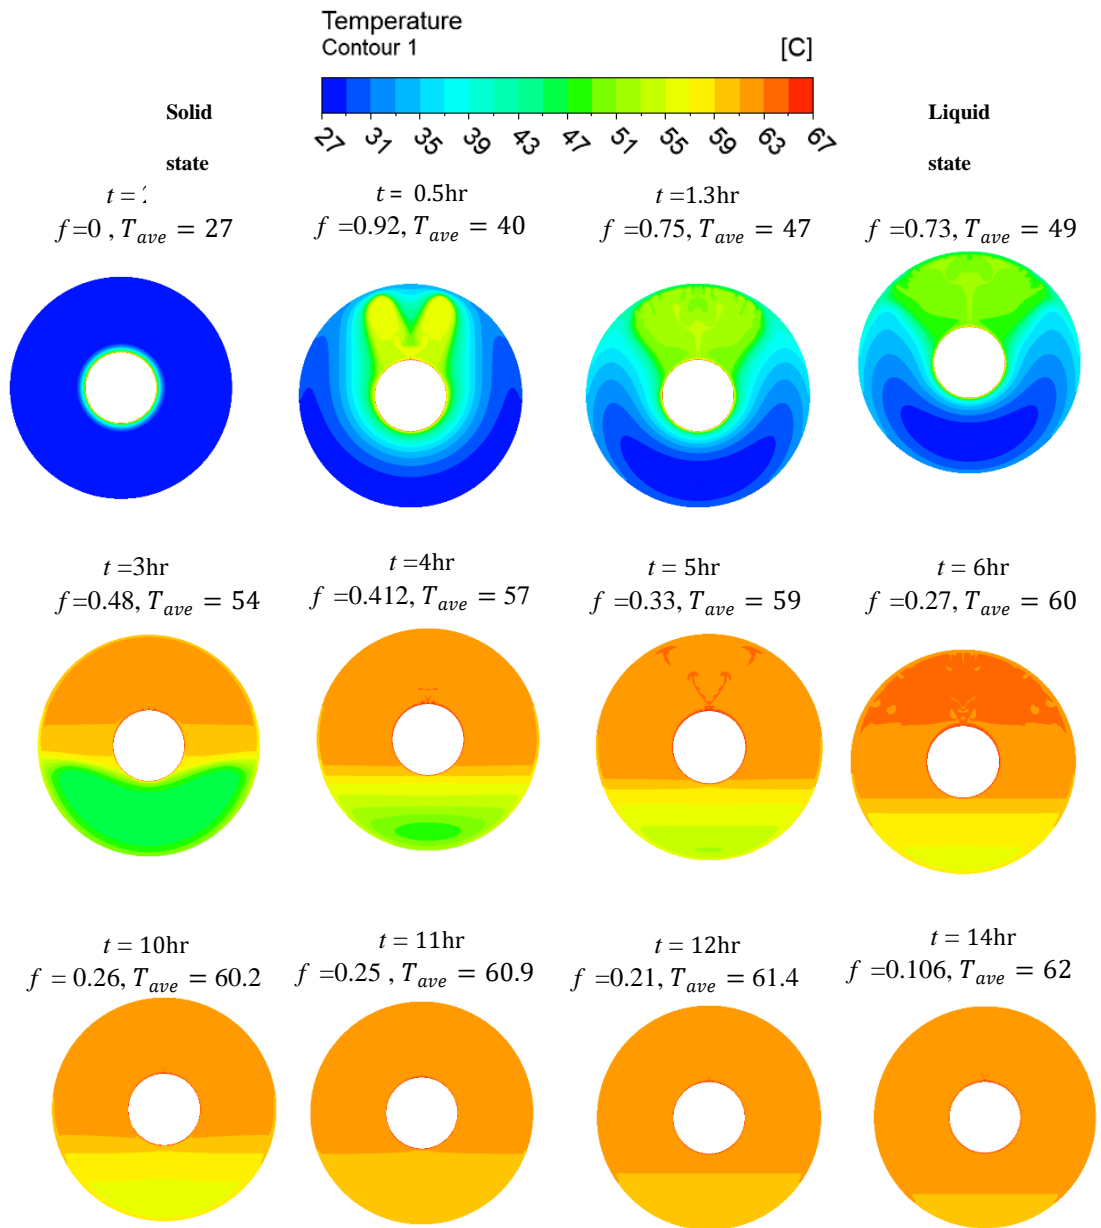 Temperature
Contour 1 [C]
27 31 35 39 43 47 51 55 59 63 67
Solid
state
Liquid
state
t =
f =0 , T_ave = 27
t = 0.5hr
f =0.92, T_ave = 40
t =1.3hr
f =0.75, T_ave = 47
f =0.73, T_ave = 49
t =3hr
f=0.48, T_ave = 54
t =4hr
f =0.412, T_ave = 57
t = 5hr
f =0.33, T_ave = 59
t = 6hr
f =0.27, T_ave = 60
t = 10hr
f = 0.26, T_ave = 60.2
t = 11hr
f =0.25 , T_ave = 60.9
t = 12hr
f =0.21, T_ave = 61.4
t = 14hr
f =0.106, T_ave = 62